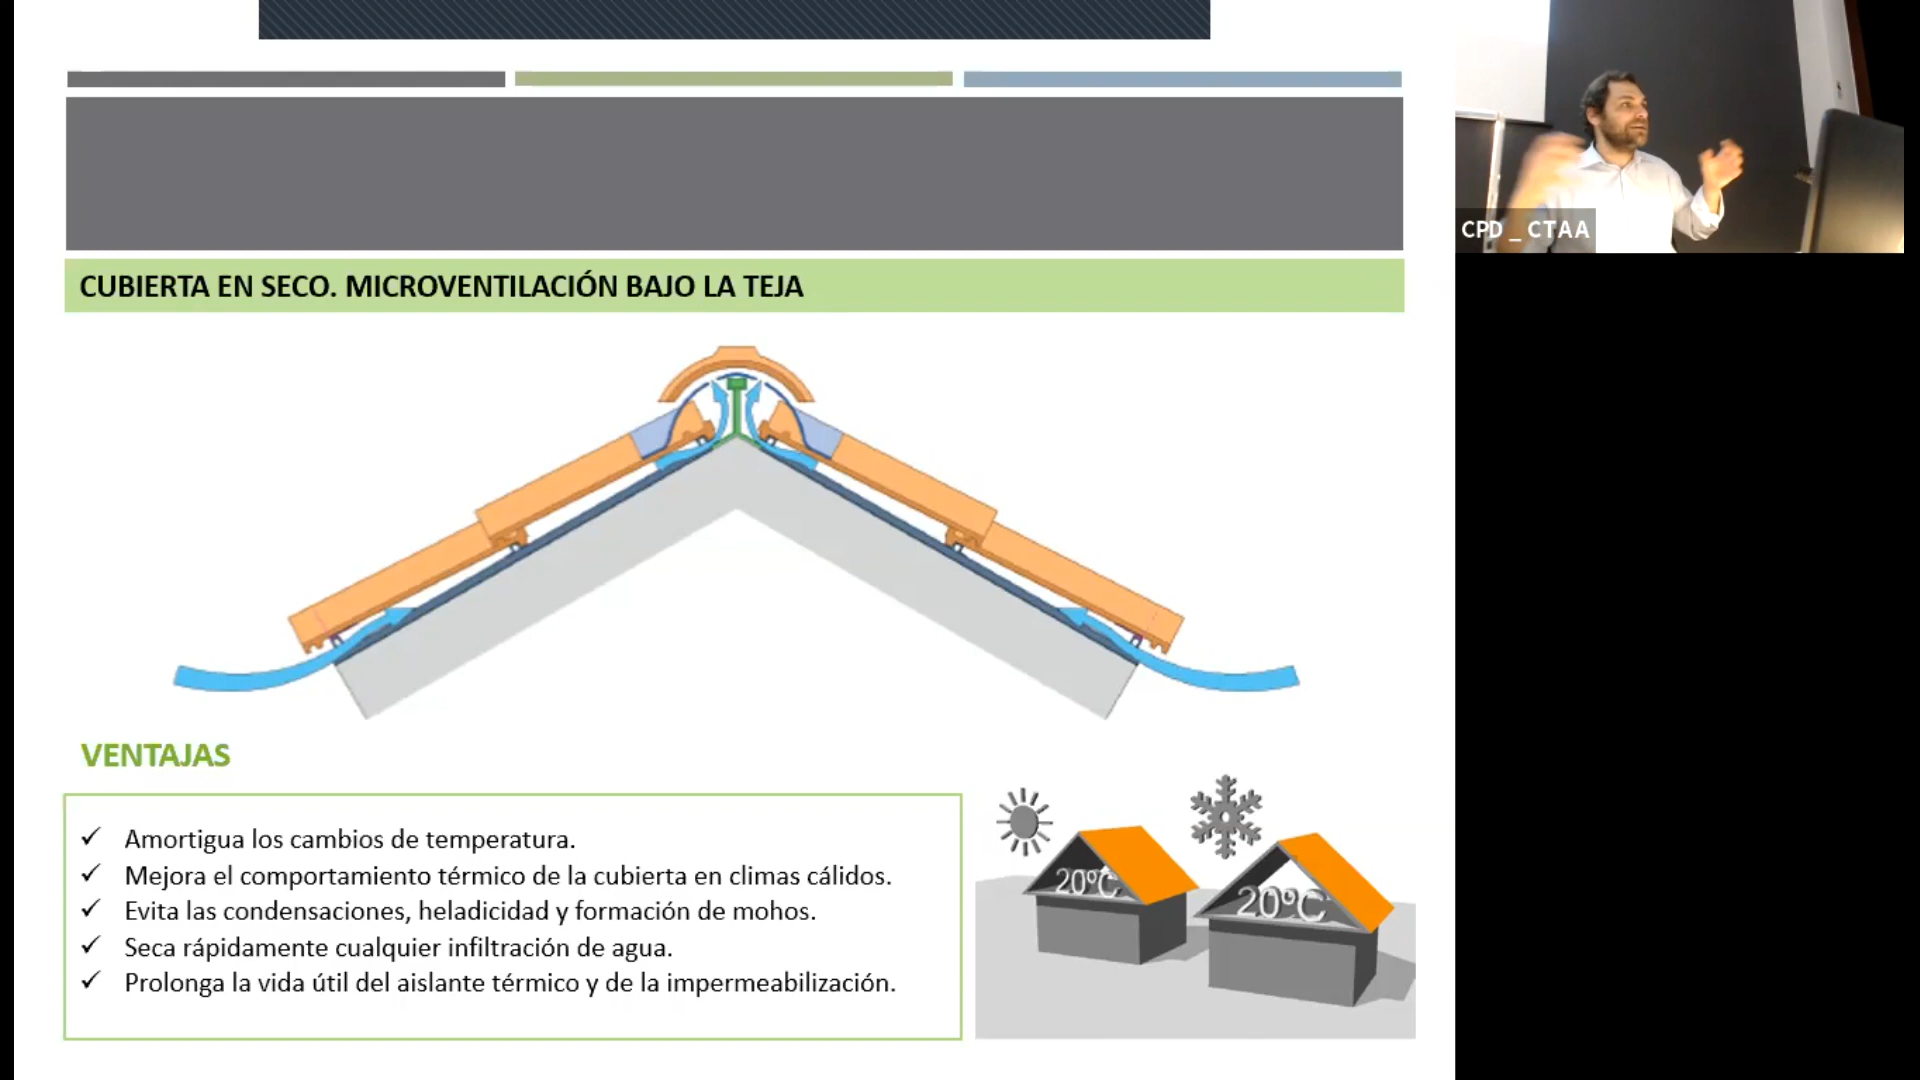 CPD _ CTAA
CUBIERTA EN SECO. MICROVENTILACIÓN BAJO LA TEJA
VENTAJAS
✓ Amortigua los cambios de temperatura.
✓ Mejora el comportamiento térmico de la cubierta en climas cálidos.
✓ Evita las condensaciones, heladicidad y formación de mohos.
✓ Seca rápidamente cualquier infiltración de agua.
✓ Prolonga la vida útil del aislante térmico y de la impermeabilización.
20ºC
20ºC